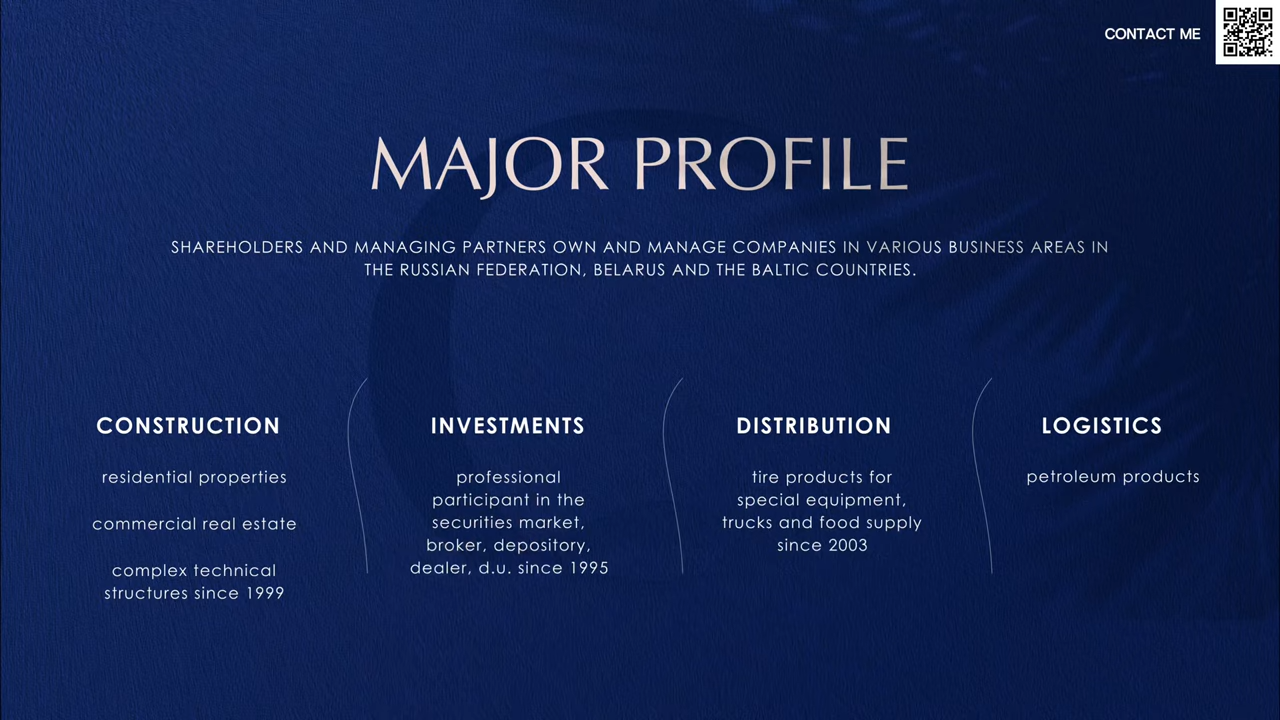 CONTACT ME
MAJOR PROFILE
SHAREHOLDERS AND MANAGING PARTNERS OWN AND MANAGE COMPANIES IN VARIOUS BUSINESS AREAS IN
THE RUSSIAN FEDERATION, BELARUS AND THE BALTIC COUNTRIES.
CONSTRUCTION
residential properties
commercial real estate
complex technical
structures since 1999
INVESTMENTS
professional
participant in the
securities market,
broker, depository,
dealer, d.u. since 1995
DISTRIBUTION
tire products for
special equipment,
trucks and food supply
since 2003
LOGISTICS
petroleum products